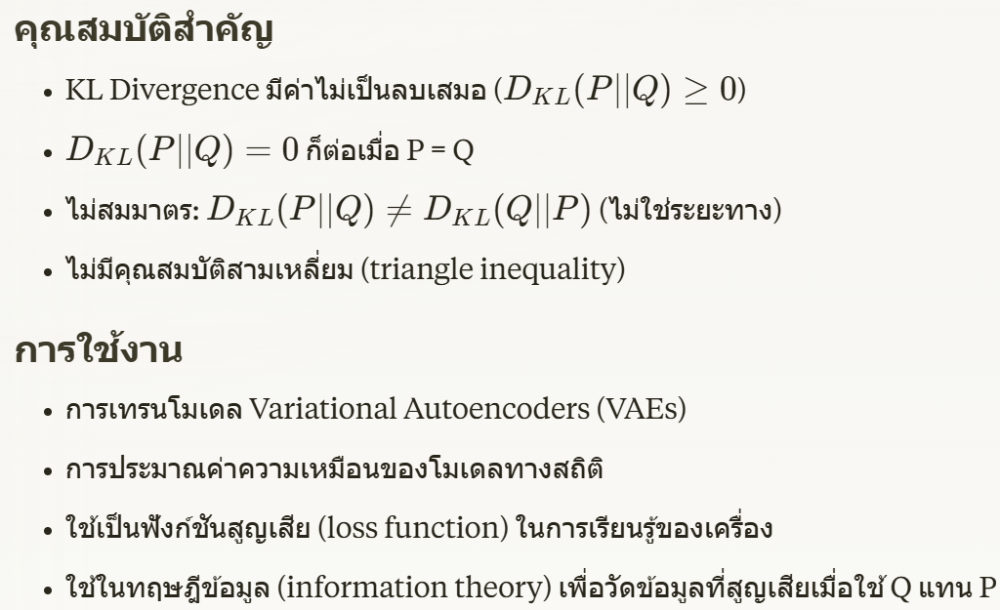 คุณสมบัติสำคัญ
• KL Divergence มีค่าไม่เป็นลบเสมอ ($D_{KL}(P||Q) \geq 0$)
• $D_{KL}(P||Q) = 0$ ก็ต่อเมื่อ P = Q
• ไม่สมมาตร: $D_{KL}(P||Q) \neq D_{KL}(Q||P)$ (ไม่ใช่ระยะทาง)
• ไม่มีคุณสมบัติสามเหลี่ยม (triangle inequality)
การใช้งาน
• การเทรนโมเดล Variational Autoencoders (VAEs)
• การประมาณค่าความเหมือนของโมเดลทางสถิติ
• ใช้เป็นฟังก์ชันสูญเสีย (loss function) ในการเรียนรู้ของเครื่อง
• ใช้ในทฤษฎีข้อมูล (information theory) เพื่อวัดข้อมูลที่สูญเสียเมื่อใช้ Q แทน P